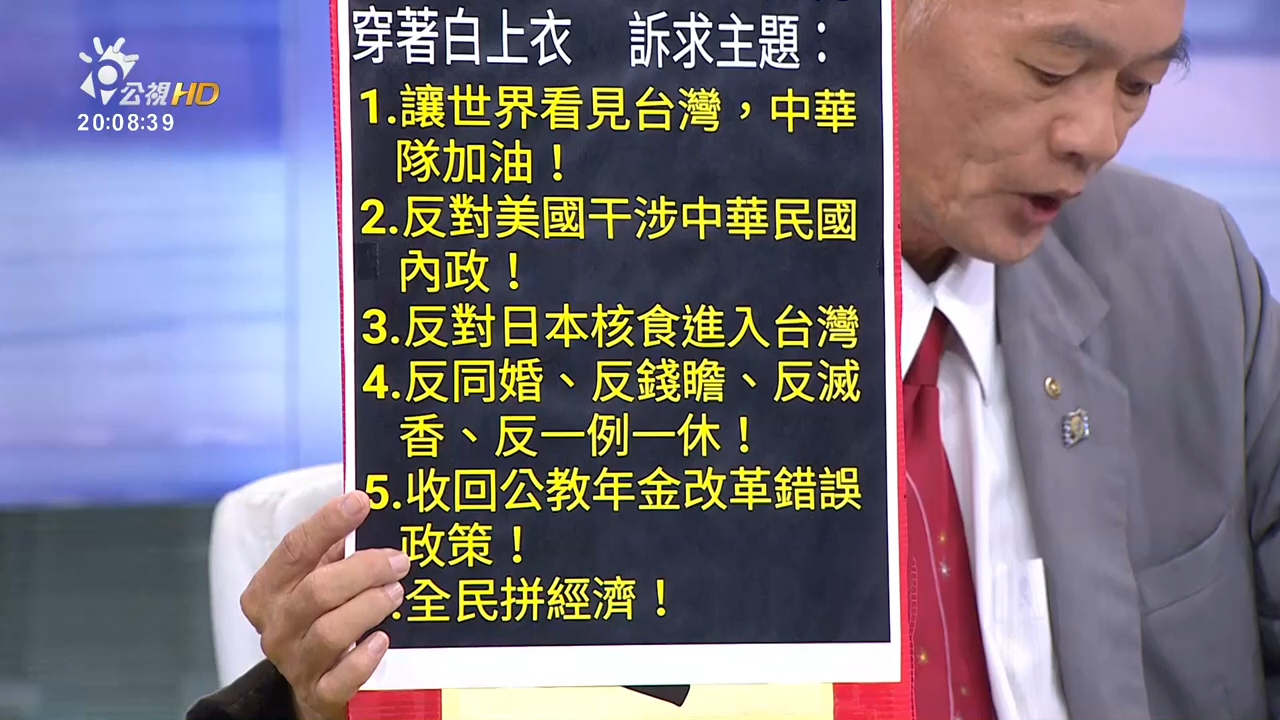 公視HD
20:08:39
穿著白上衣 訴求主題：
1.讓世界看見台灣，中華
隊加油！
2.反對美國干涉中華民國
內政！
3.反對日本核食進入台灣
4.反同婚、反錢瞻、反滅
香、反一例一休！
5.收回公教年金改革錯誤
政策！
.全民拼經濟！